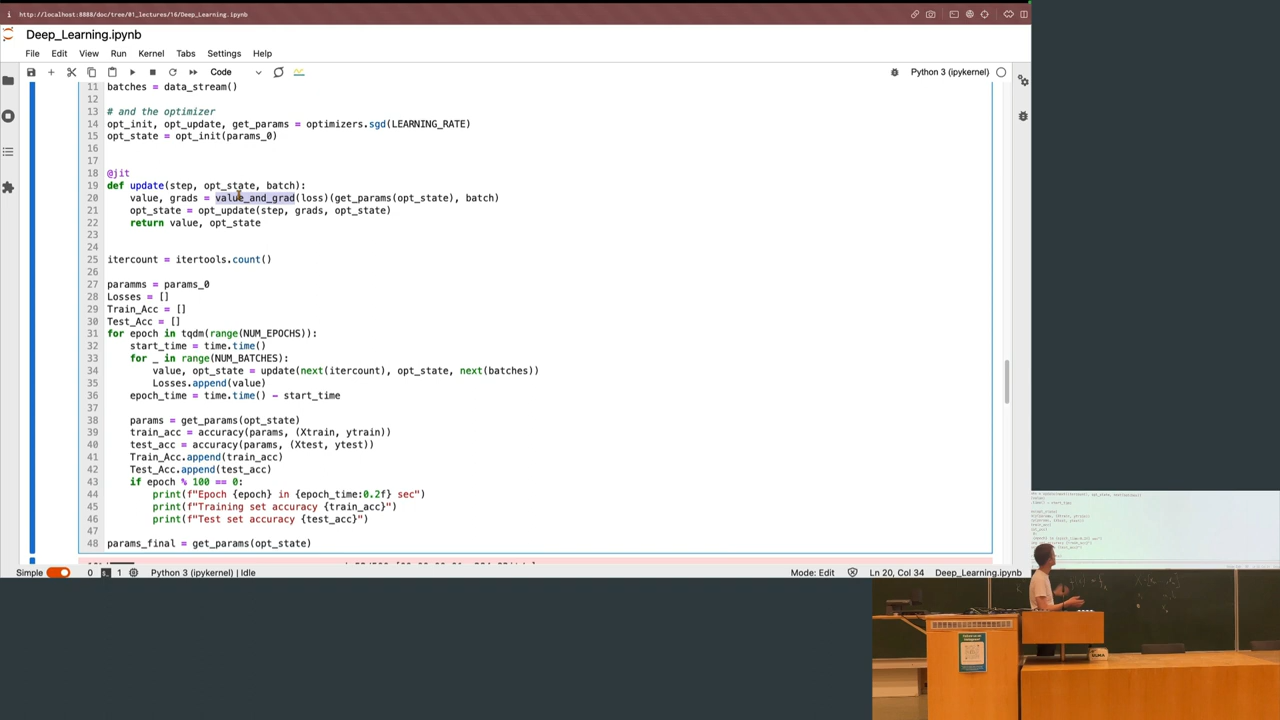 http://localhost:8888/doc/tree/01_lectures/16/Deep_Learning.ipynb
Deep_Learning.ipynb
File Edit View Run Kernel Tabs Settings Help
Code Python 3 (ipykernel)
11 batches = data_stream()
12
13 # and the optimizer
14 opt_init, opt_update, get_params = optimizers.sgd(LEARNING_RATE)
15 opt_state = opt_init(params_0)
16
17
18 @jit
19 def update(step, opt_state, batch):
20 value, grads = value_and_grad(loss)(get_params(opt_state), batch)
21 opt_state = opt_update(step, grads, opt_state)
22 return value, opt_state
23
24
25 itercount = itertools.count()
26
27 paramms = params_0
28 Losses = []
29 Train_Acc = []
30 Test_Acc = []
31 for epoch in tqdm(range(NUM_EPOCHS)):
32 start_time = time.time()
33 for _ in range(NUM_BATCHES):
34 value, opt_state = update(next(itercount), opt_state, next(batches))
35 Losses.append(value)
36 epoch_time = time.time() - start_time
37
38 params = get_params(opt_state)
39 train_acc = accuracy(params, (Xtrain, ytrain))
40 test_acc = accuracy(params, (Xtest, ytest))
41 Train_Acc.append(train_acc)
42 Test_Acc.append(test_acc)
43 if epoch % 100 == 0:
44 print(f"Epoch {epoch} in {epoch_time:0.2f} sec")
45 print(f"Training set accuracy {train_acc}")
46 print(f"Test set accuracy {test_acc}")
47
48 params_final = get_params(opt_state)
Simple 0 1 Python 3 (ipykernel) | Idle Mode: Edit Ln 20, Col 34 Deep_Learning.ipynb